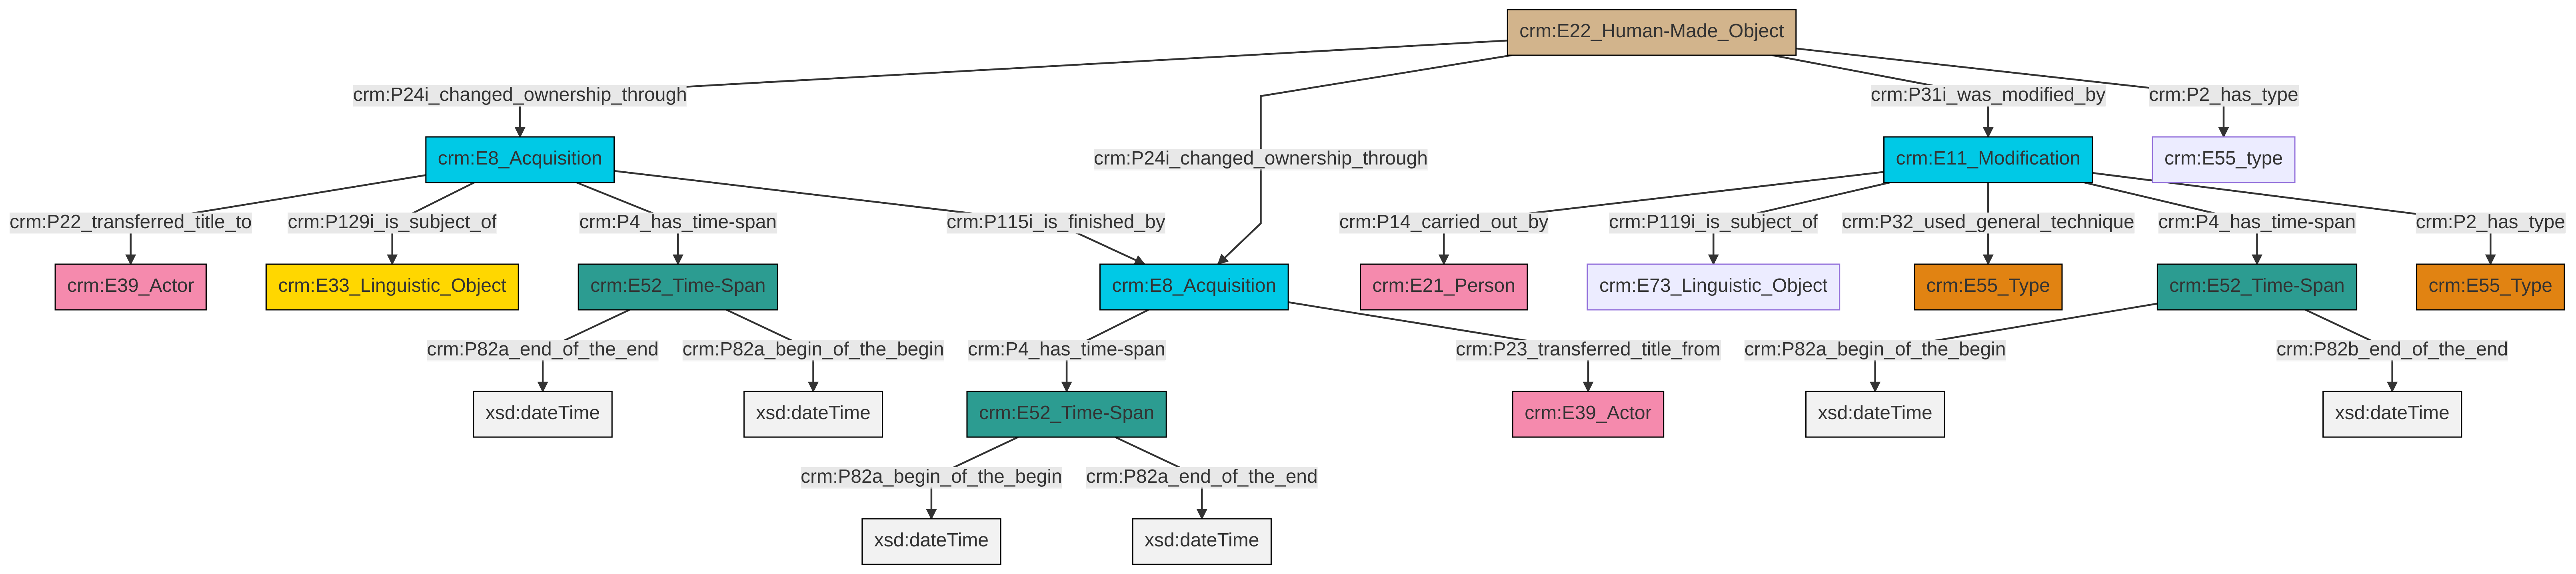 crm:E22_Human-Made_Object
crm:P24i_changed_ownership_through
crm:P31i_was_modified_by
crm:P2_has_type
crm:E8_Acquisition
crm:P24i_changed_ownership_through
crm:E11_Modification
crm:E55_type
crm:P22_transferred_title_to
crm:P129i_is_subject_of
crm:P4_has_time-span
crm:P115i_is_finished_by
crm:P14_carried_out_by
crm:P119i_is_subject_of
crm:P32_used_general_technique
crm:P4_has_time-span
crm:P2_has_type
crm:E39_Actor
crm:E33_Linguistic_Object
crm:E52_Time-Span
crm:E8_Acquisition
crm:E21_Person
crm:E73_Linguistic_Object
crm:E55_Type
crm:E52_Time-Span
crm:E55_Type
crm:P82a_end_of_the_end
crm:P82a_begin_of_the_begin
crm:P4_has_time-span
crm:P23_transferred_title_from
crm:P82a_begin_of_the_begin
crm:P82b_end_of_the_end
xsd:dateTime
xsd:dateTime
crm:E52_Time-Span
crm:E39_Actor
xsd:dateTime
xsd:dateTime
crm:P82a_begin_of_the_begin
crm:P82a_end_of_the_end
xsd:dateTime
xsd:dateTime